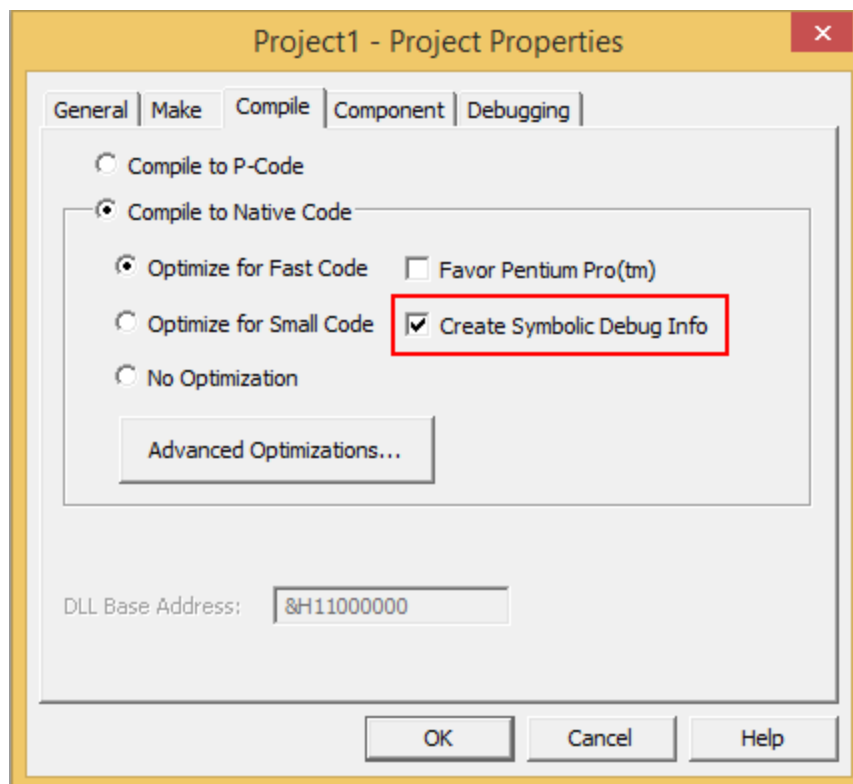 Project1 - Project Properties
General Make Compile Component Debugging
Compile to P-Code
Compile to Native Code
Optimize for Fast Code Favor Pentium Pro(tm)
Optimize for Small Code Create Symbolic Debug Info
No Optimization
Advanced Optimizations...
DLL Base Address: &H11000000
OK Cancel Help